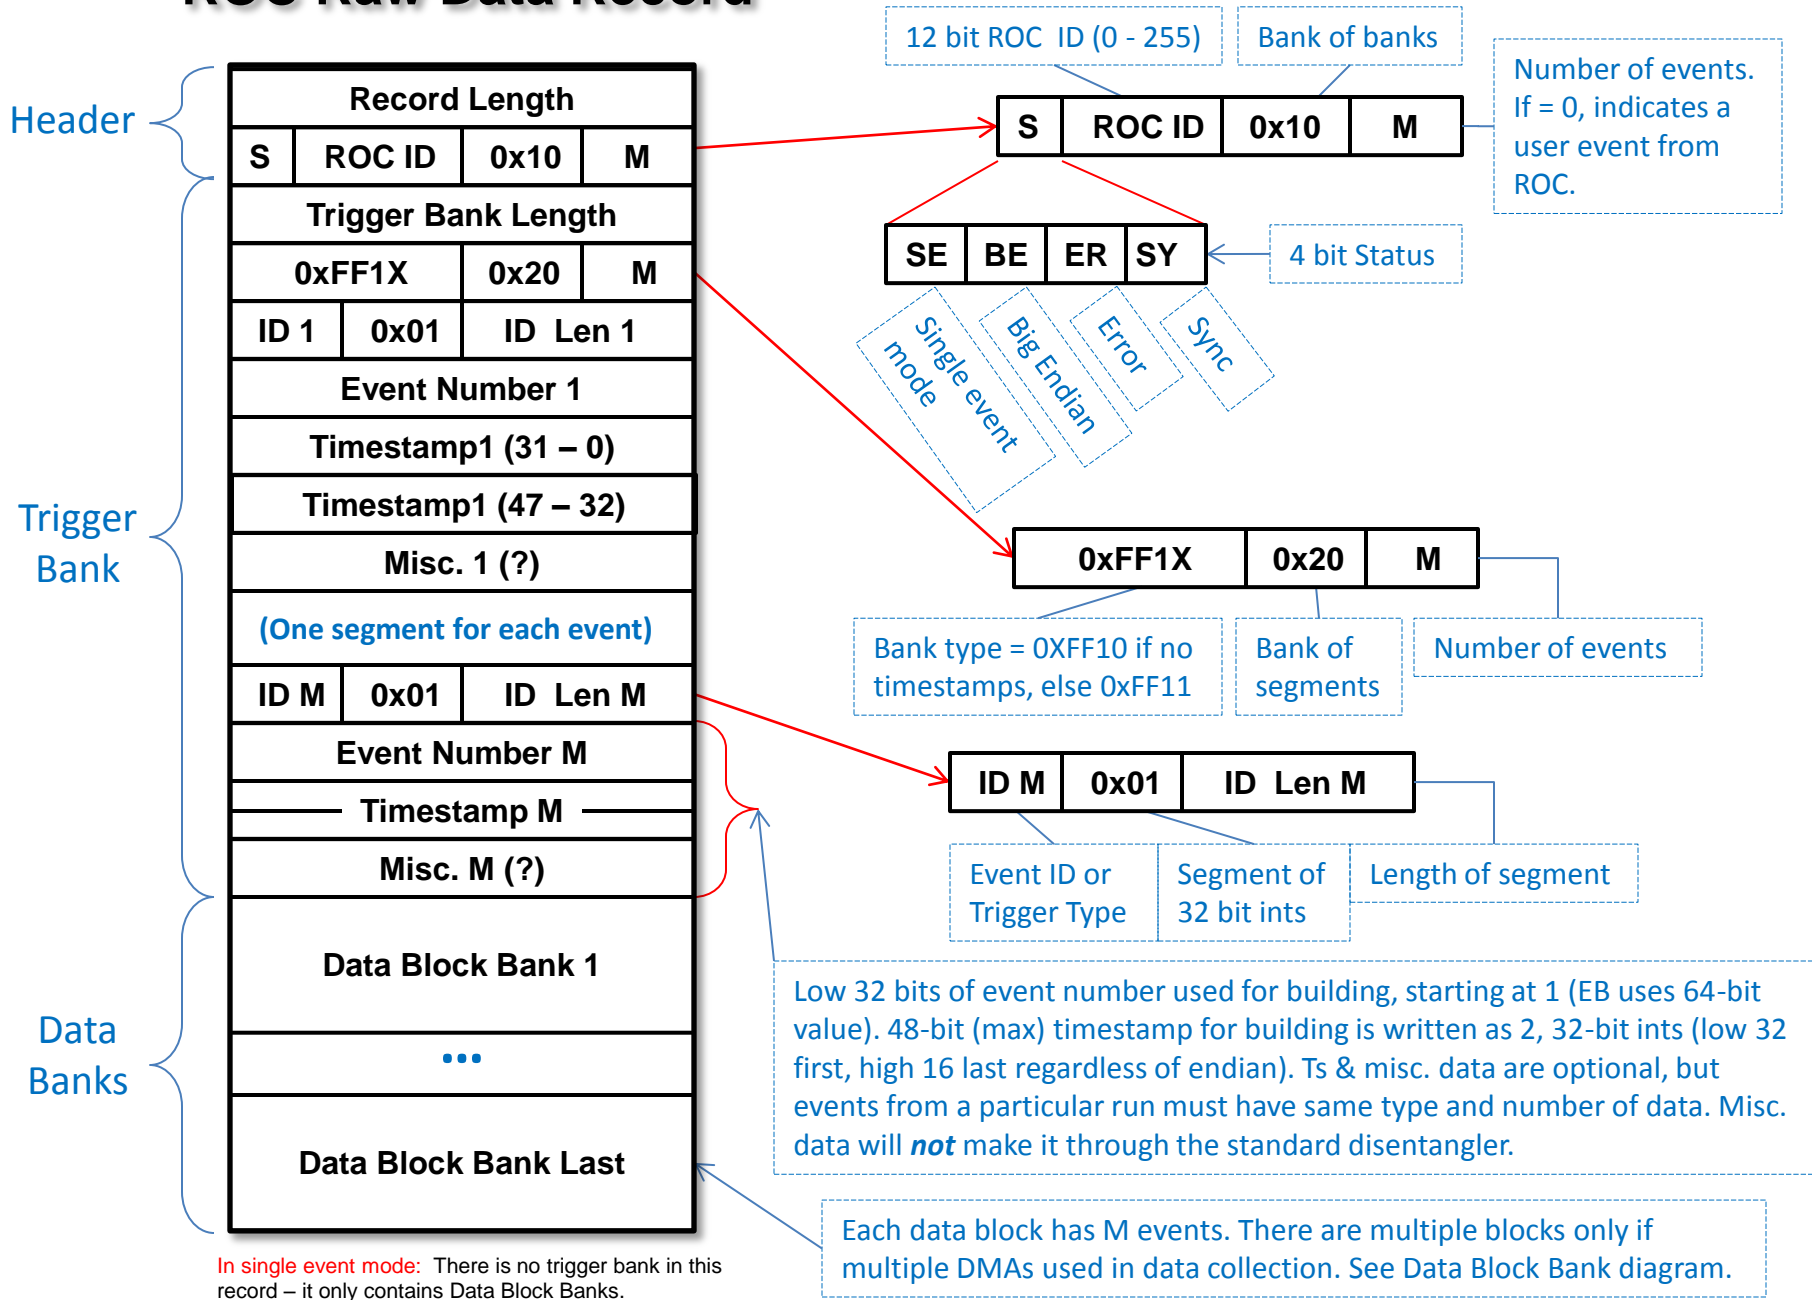 ROC Raw Data Record
Header
Record Length
S ROC ID 0x10 M
Trigger Bank Length
0xFF1X 0x20 M
ID 1 0x01 ID Len 1
Event Number 1
Timestamp1 (31 – 0)
Timestamp1 (47 – 32)
Misc. 1 (?)
(One segment for each event)
ID M 0x01 ID Len M
Event Number M
Timestamp M
Misc. M (?)
Trigger
Bank
Data Block Bank 1
...
Data Block Bank Last
Data
Banks
In single event mode: There is no trigger bank in this
record – it only contains Data Block Banks.
12 bit ROC ID (0 - 255)
Bank of banks
Number of events.
If = 0, indicates a
user event from
ROC.
S ROC ID 0x10 M
SE BE ER SY
4 bit Status
Single event
mode
Big Endian
Error
Sync
0xFF1X 0x20 M
Bank type = 0XFF10 if no
timestamps, else 0xFF11
Bank of
segments
Number of events
ID M 0x01 ID Len M
Event ID or
Trigger Type
Segment of
32 bit ints
Length of segment
Low 32 bits of event number used for building, starting at 1 (EB uses 64-bit
value). 48-bit (max) timestamp for building is written as 2, 32-bit ints (low 32
first, high 16 last regardless of endian). Ts & misc. data are optional, but
events from a particular run must have same type and number of data. Misc.
data will not make it through the standard disentangler.
Each data block has M events. There are multiple blocks only if
multiple DMAs used in data collection. See Data Block Bank diagram.